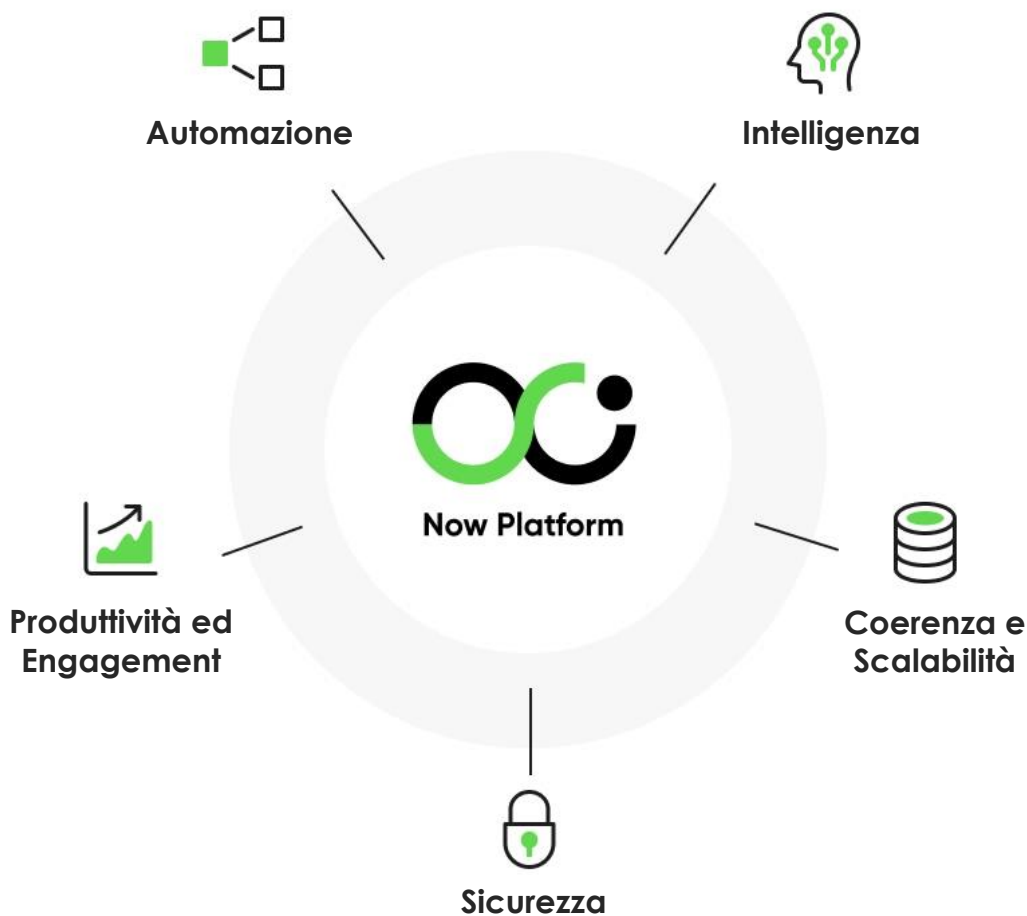 Automazione
Intelligenza
Now Platform
Produttività ed
Engagement
Coerenza e
Scalabilità
Sicurezza